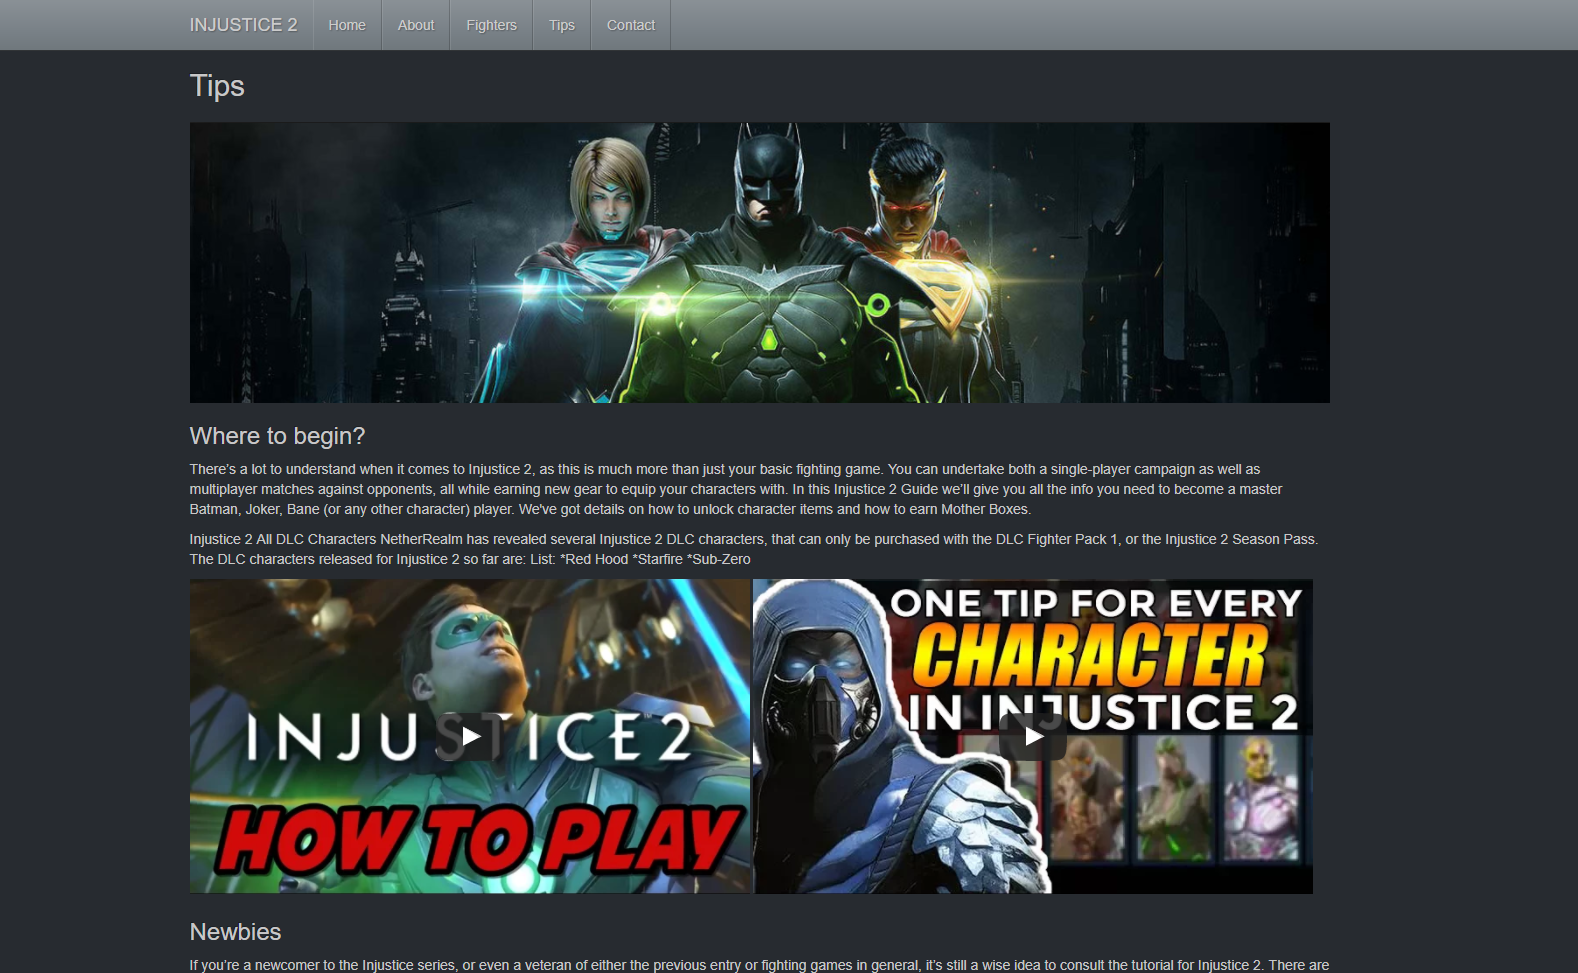 INJUSTICE 2 Home About Fighters Tips Contact
Tips
Where to begin?
There's a lot to understand when it comes to Injustice 2, as this is much more than just your basic fighting game. You can undertake both a single-player campaign as well as
multiplayer matches against opponents, all while earning new gear to equip your characters with. In this Injustice 2 Guide we'll give you all the info you need to become a master
Batman, Joker, Bane (or any other character) player. We've got details on how to unlock character items and how to earn Mother Boxes.
Injustice 2 All DLC Characters NetherRealm has revealed several Injustice 2 DLC characters, that can only be purchased with the DLC Fighter Pack 1, or the Injustice 2 Season Pass.
The DLC characters released for Injustice 2 so far are: List: *Red Hood *Starfire *Sub-Zero
INJUSTICE 2
HOW TO PLAY
ONE TIP FOR EVERY
CHARACTER
IN INJUSTICE 2
Newbies
If you're a newcomer to the Injustice series, or even a veteran of either the previous entry or fighting games in general, it's still a wise idea to consult the tutorial for Injustice 2. There are